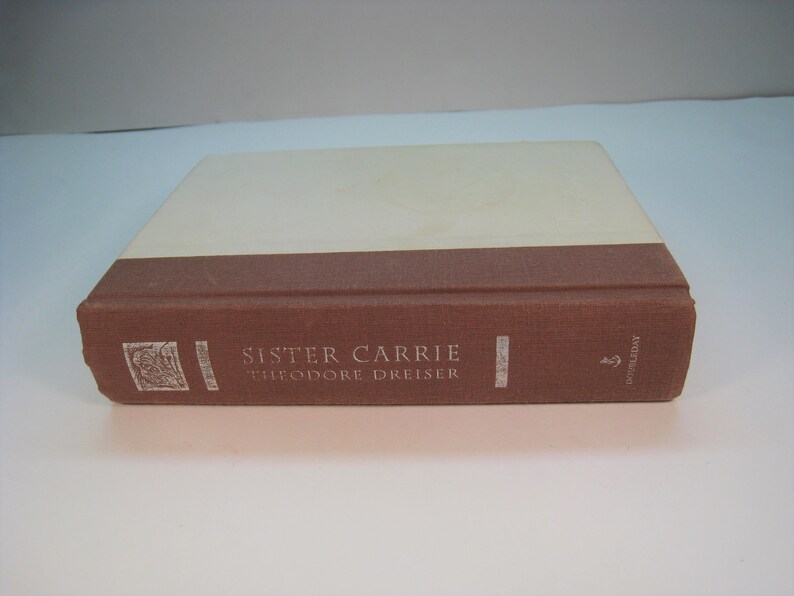 SISTER CARRIE
THEODORE DREISER
DOUBLEDAY